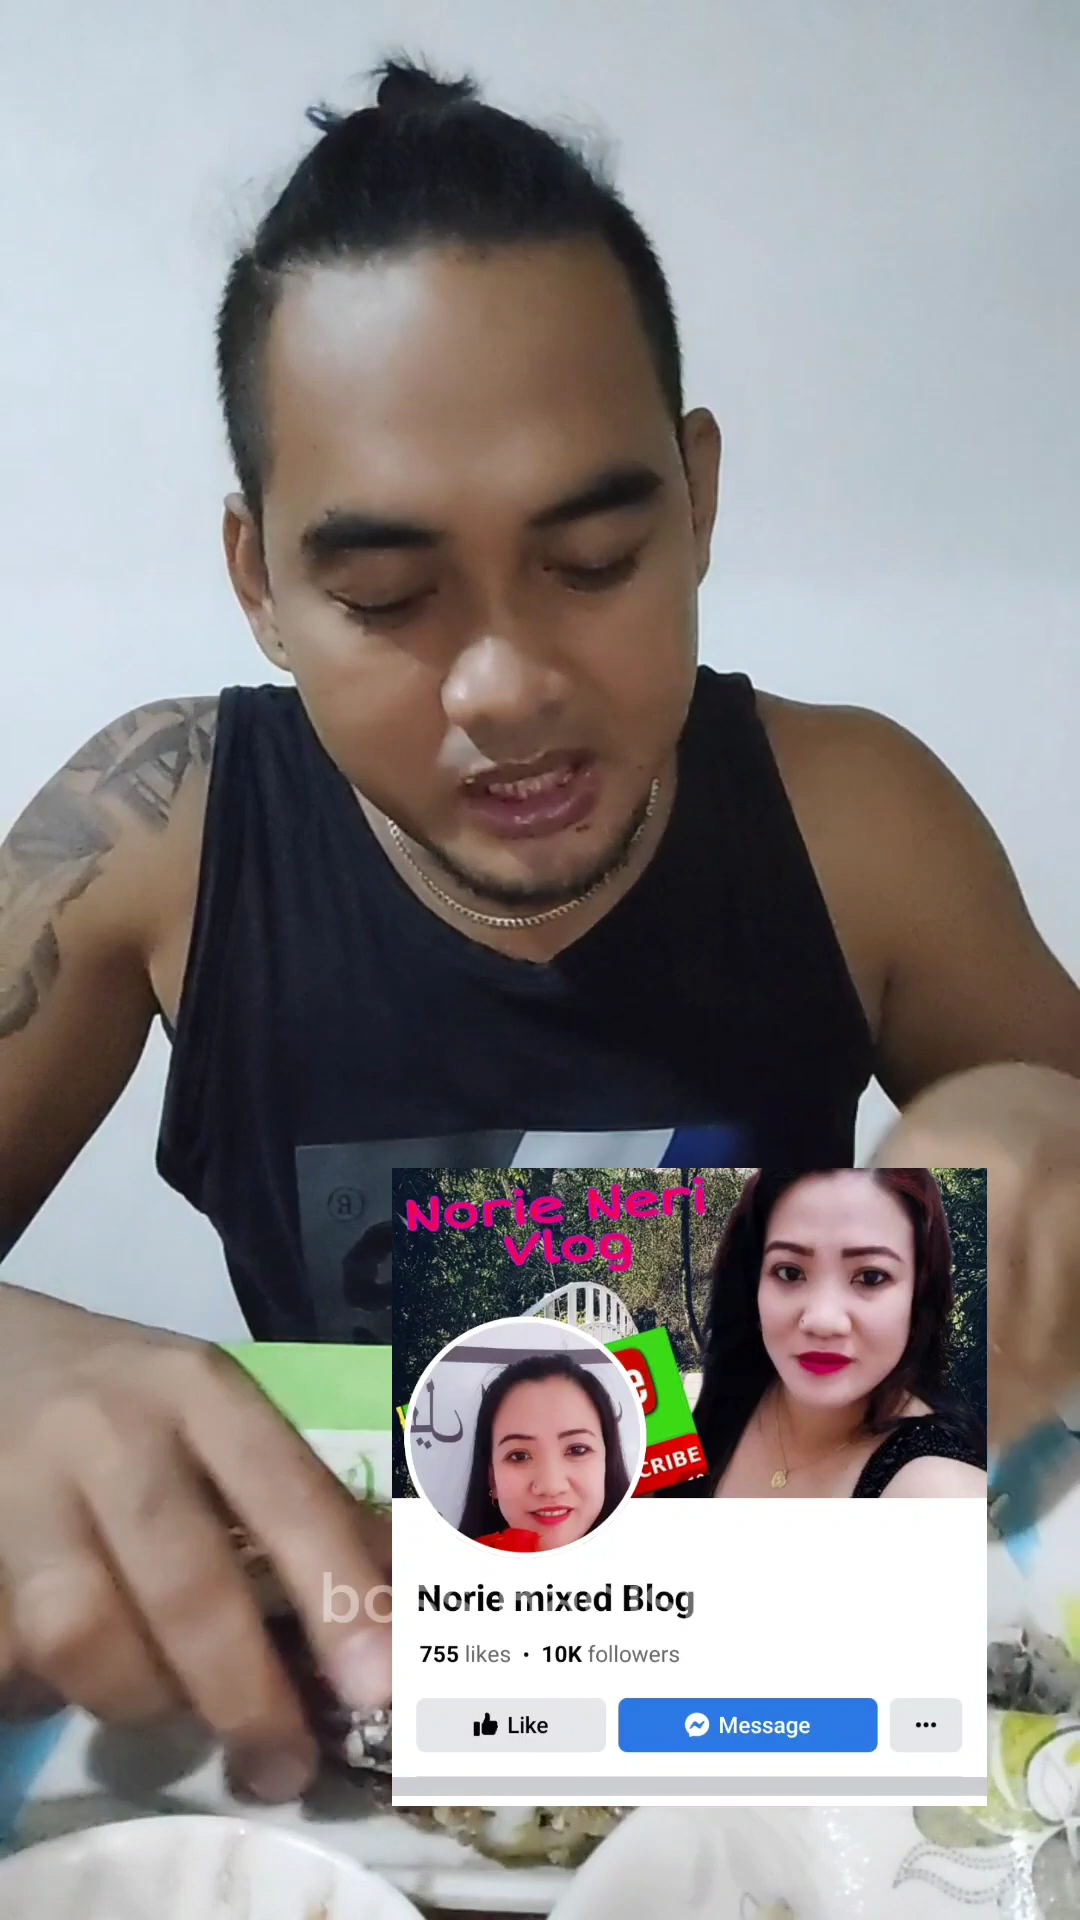 Norie Neri
Vlog
e
CRIBE
Norie mixed Blog
755 likes • 10K followers
Like
Message